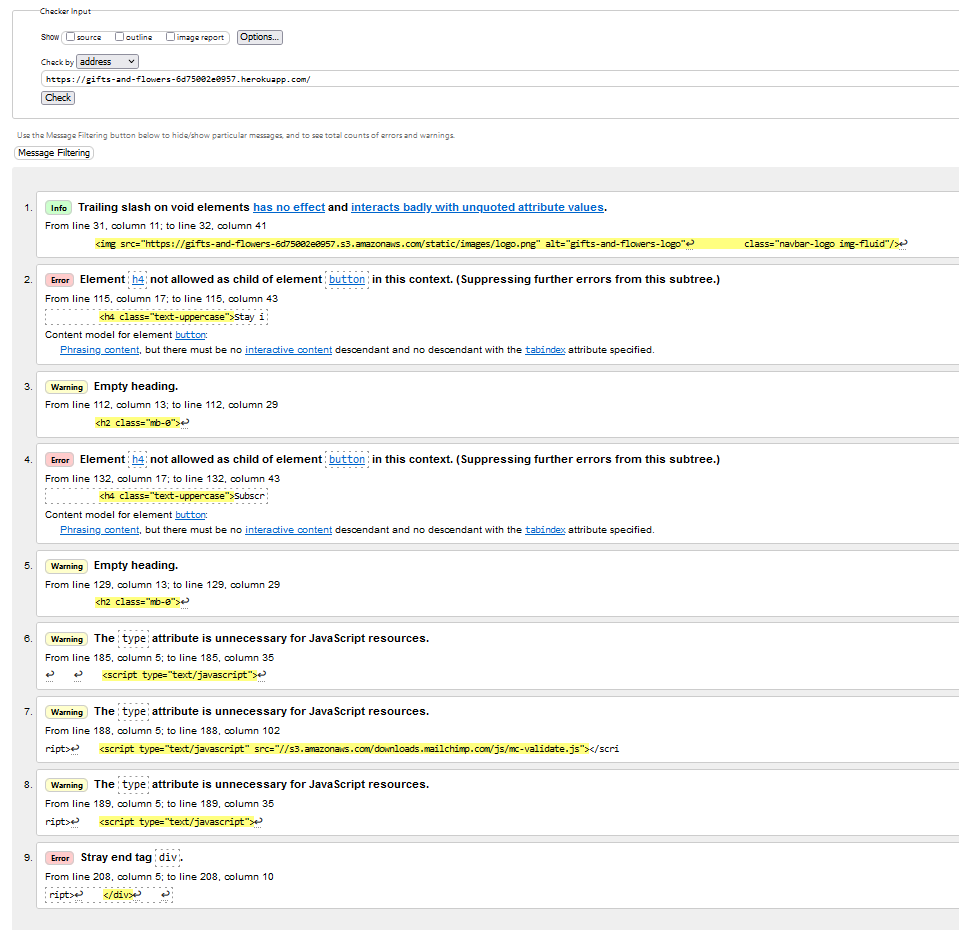 Checker Input
Show source outline image report Options...
Check by address
https://gifts-and-flowers-6d75002e0957.herokuapp.com/
Check
Use the Message Filtering button below to hide/show particular messages, and to see total counts of errors and warnings.
Message Filtering
1. Info Trailing slash on void elements has no effect and interacts badly with unquoted attribute values.
From line 31, column 11; to line 32, column 41
<img src="https://gifts-and-flowers-6d75002e0957.s3.amazonaws.com/static/images/logo.png" alt="gifts-and-flowers-logo"↩ class="navbar-logo img-fluid"/>↩
2. Error Element h4 not allowed as child of element button in this context. (Suppressing further errors from this subtree.)
From line 115, column 17; to line 115, column 43
<h4 class="text-uppercase">Stay i
Content model for element button:
Phrasing content, but there must be no interactive content descendant and no descendant with the tabindex attribute specified.
3. Warning Empty heading.
From line 112, column 13; to line 112, column 29
<h2 class="mb-0">↩
4. Error Element h4 not allowed as child of element button in this context. (Suppressing further errors from this subtree.)
From line 132, column 17; to line 132, column 43
<h4 class="text-uppercase">Subscr
Content model for element button:
Phrasing content, but there must be no interactive content descendant and no descendant with the tabindex attribute specified.
5. Warning Empty heading.
From line 129, column 13; to line 129, column 29
<h2 class="mb-0">↩
6. Warning The type attribute is unnecessary for JavaScript resources.
From line 185, column 5; to line 185, column 35
↩ ↩ <script type="text/javascript">↩
7. Warning The type attribute is unnecessary for JavaScript resources.
From line 188, column 5; to line 188, column 102
ript>↩ <script type="text/javascript" src="//s3.amazonaws.com/downloads.mailchimp.com/js/mc-validate.js"></scri
8. Warning The type attribute is unnecessary for JavaScript resources.
From line 189, column 5; to line 189, column 35
ript>↩ <script type="text/javascript">↩
9. Error Stray end tag div.
From line 208, column 5; to line 208, column 10
ript>↩ </div>↩ ↩